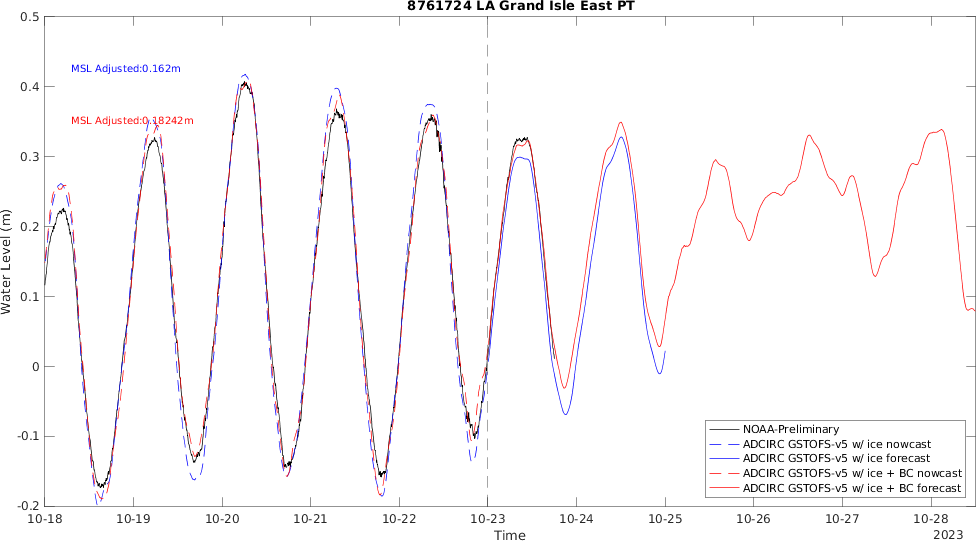 8761724 LA Grand Isle East PT
Water Level (m)
0.5
0.4
0.3
0.2
0.1
0
-0.1
-0.2
MSL Adjusted:0.162m
MSL Adjusted:0.18242m
NOAA-Preliminary
ADCIRC GSTOFS-v5 w/ ice nowcast
ADCIRC GSTOFS-v5 w/ ice forecast
ADCIRC GSTOFS-v5 w/ ice + BC nowcast
ADCIRC GSTOFS-v5 w/ ice + BC forecast
10-18 10-19 10-20 10-21 10-22 10-23 10-24 10-25 10-26 10-27 10-28
Time
2023